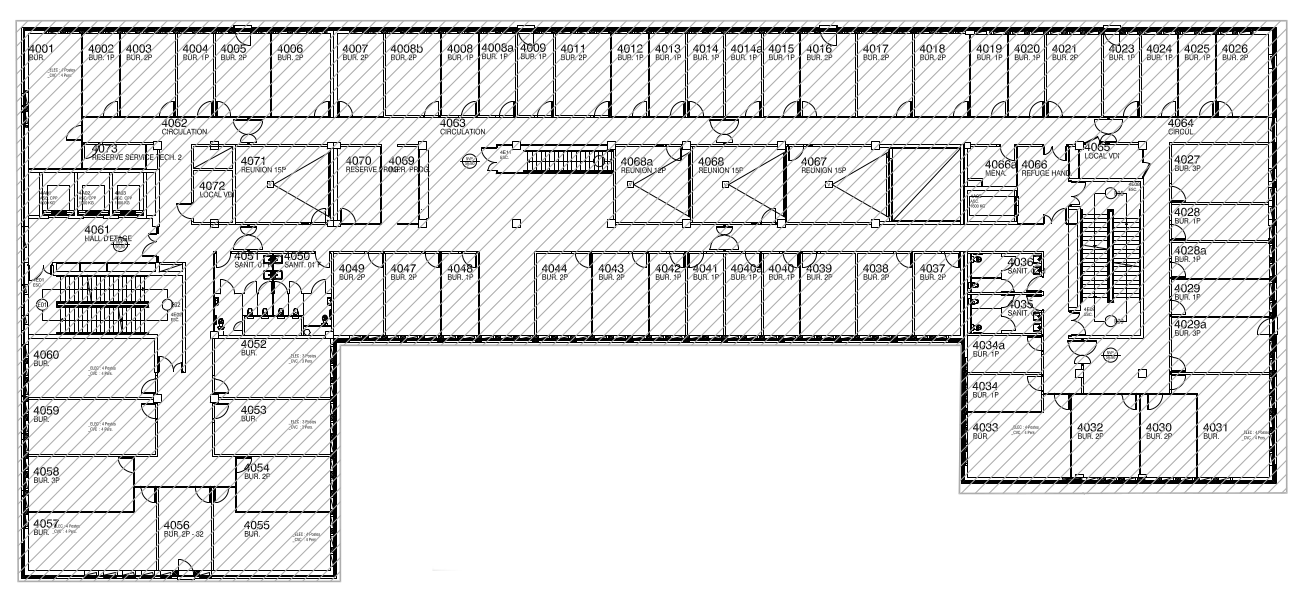 4001
BUR.
4002
BUR. 1P
4003
BUR. 2P
4004
BUR. 1P
4005
BUR. 2P
4006
BUR. 2P
4007
BUR. 2P
4008b
BUR. 2P
4008
BUR. 1P
4008a
BUR. 1P
4009
BUR. 1P
4011
BUR. 2P
4012
BUR. 1P
4013
BUR. 1P
4014
BUR. 1P
4014a
BUR. 1P
4015
BUR. 1P
4016
BUR. 2P
4017
BUR. 2P
4018
BUR. 2P
4019
BUR. 1P
4020
BUR. 1P
4021
BUR. 2P
4023
BUR. 1P
4024
BUR. 1P
4025
BUR. 1P
4026
BUR. 2P
4062
CIRCULATION
4063
CIRCULATION
4064
CIRCUL
4073
RESERVE SERVICE TECH. 2
4071
REUNION 15P
4072
LOCAL VDI
4070
RESERVE PROG.
4069
REPR. PROG.
4068a
REUNION 12P
4068
REUNION 15P
4067
REUNION 15P
4066a
MENA.
4066
REFUGE HAND.
4065
LOCAL VDI
4027
BUR. 3P
4028
BUR. 1P
4028a
BUR. 1P
4029
BUR. 1P
4029a
BUR. 3P
4061
HALL D'ETAGE
4051
SANIT. 01
4050
SANIT. 01 F
4049
BUR. 2P
4047
BUR. 2P
4048
BUR. 1P
4044
BUR. 2P
4043
BUR. 2P
4042
BUR. 1P
4041
BUR. 1P
4040a
BUR. 1P
4040
BUR. 1P
4039
BUR. 2P
4038
BUR. 2P
4037
BUR. 2P
4036
SANIT.
4035
SANIT.
4034a
BUR. 1P
4034
BUR. 1P
4033
BUR
4032
BUR. 2P
4030
BUR. 2P
4031
BUR.
4060
BUR.
4052
BUR.
4059
BUR.
4053
BUR.
4058
BUR. 3P
4054
BUR. 2P
4057
BUR.
4056
BUR. 2P - S2
4055
BUR.